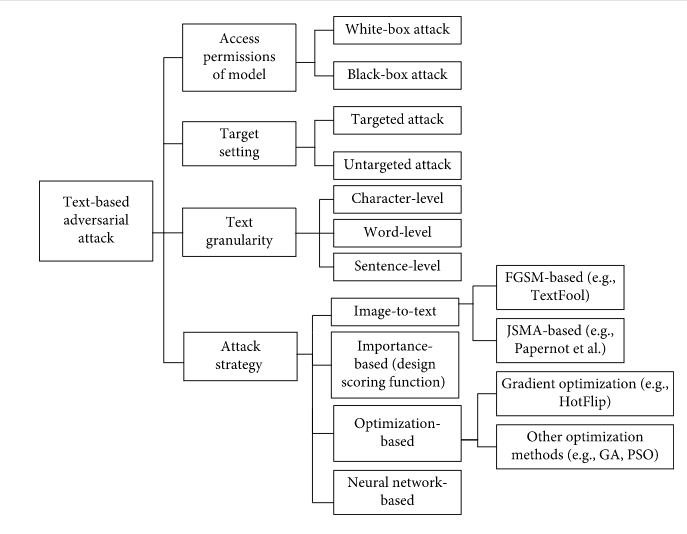 Text-based
adversarial
attack
Access
permissions
of model
White-box attack
Black-box attack
Target
setting
Targeted attack
Untargeted attack
Text
granularity
Character-level
Word-level
Sentence-level
Attack
strategy
Image-to-text
FGSM-based (e.g.,
TextFool)
JSMA-based (e.g.,
Papernot et al.)
Importance-
based (design
scoring function)
Optimization-
based
Gradient optimization (e.g.,
HotFlip)
Other optimization
methods (e.g., GA, PSO)
Neural network-
based